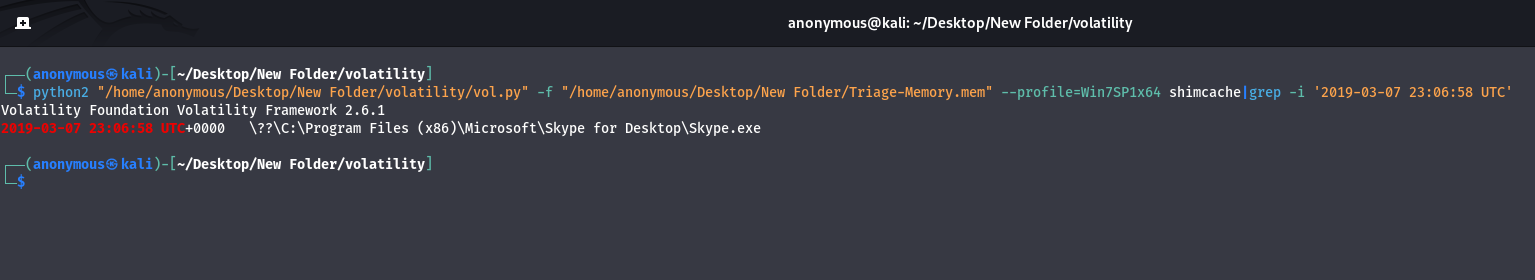 anonymous@kali: ~/Desktop/New Folder/volatility
┌──(anonymous㉿kali)-[~/Desktop/New Folder/volatility]
└─$ python2 "/home/anonymous/Desktop/New Folder/volatility/vol.py" -f "/home/anonymous/Desktop/New Folder/Triage-Memory.mem" --profile=Win7SP1x64 shimcache|grep -i '2019-03-07 23:06:58 UTC'
Volatility Foundation Volatility Framework 2.6.1
2019-03-07 23:06:58 UTC+0000   \??\C:\Program Files (x86)\Microsoft\Skype for Desktop\Skype.exe
┌──(anonymous㉿kali)-[~/Desktop/New Folder/volatility]
└─$